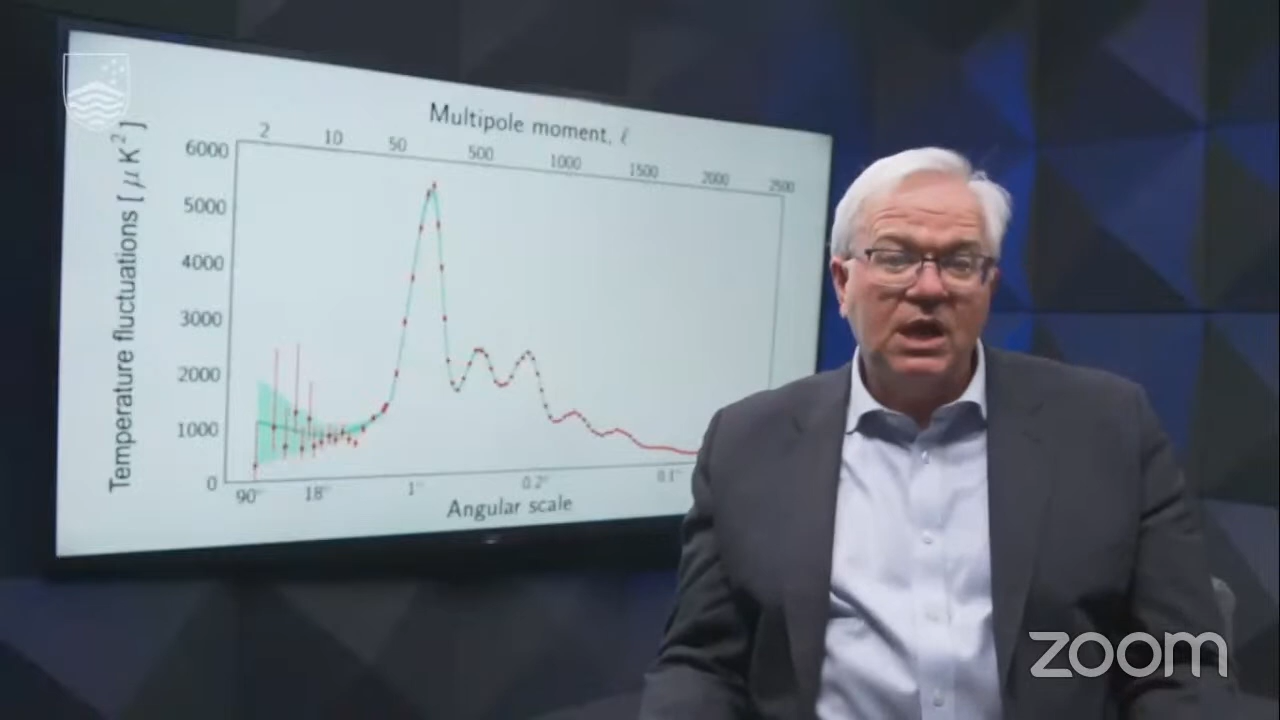 Multipole moment, ℓ
2 10 50 500 1000 1500 2000 2500
Temperature fluctuations [ μ K² ]
6000
5000
4000
3000
2000
1000
0
90° 18° 1° 0.2° 0.1°
Angular scale
zoom